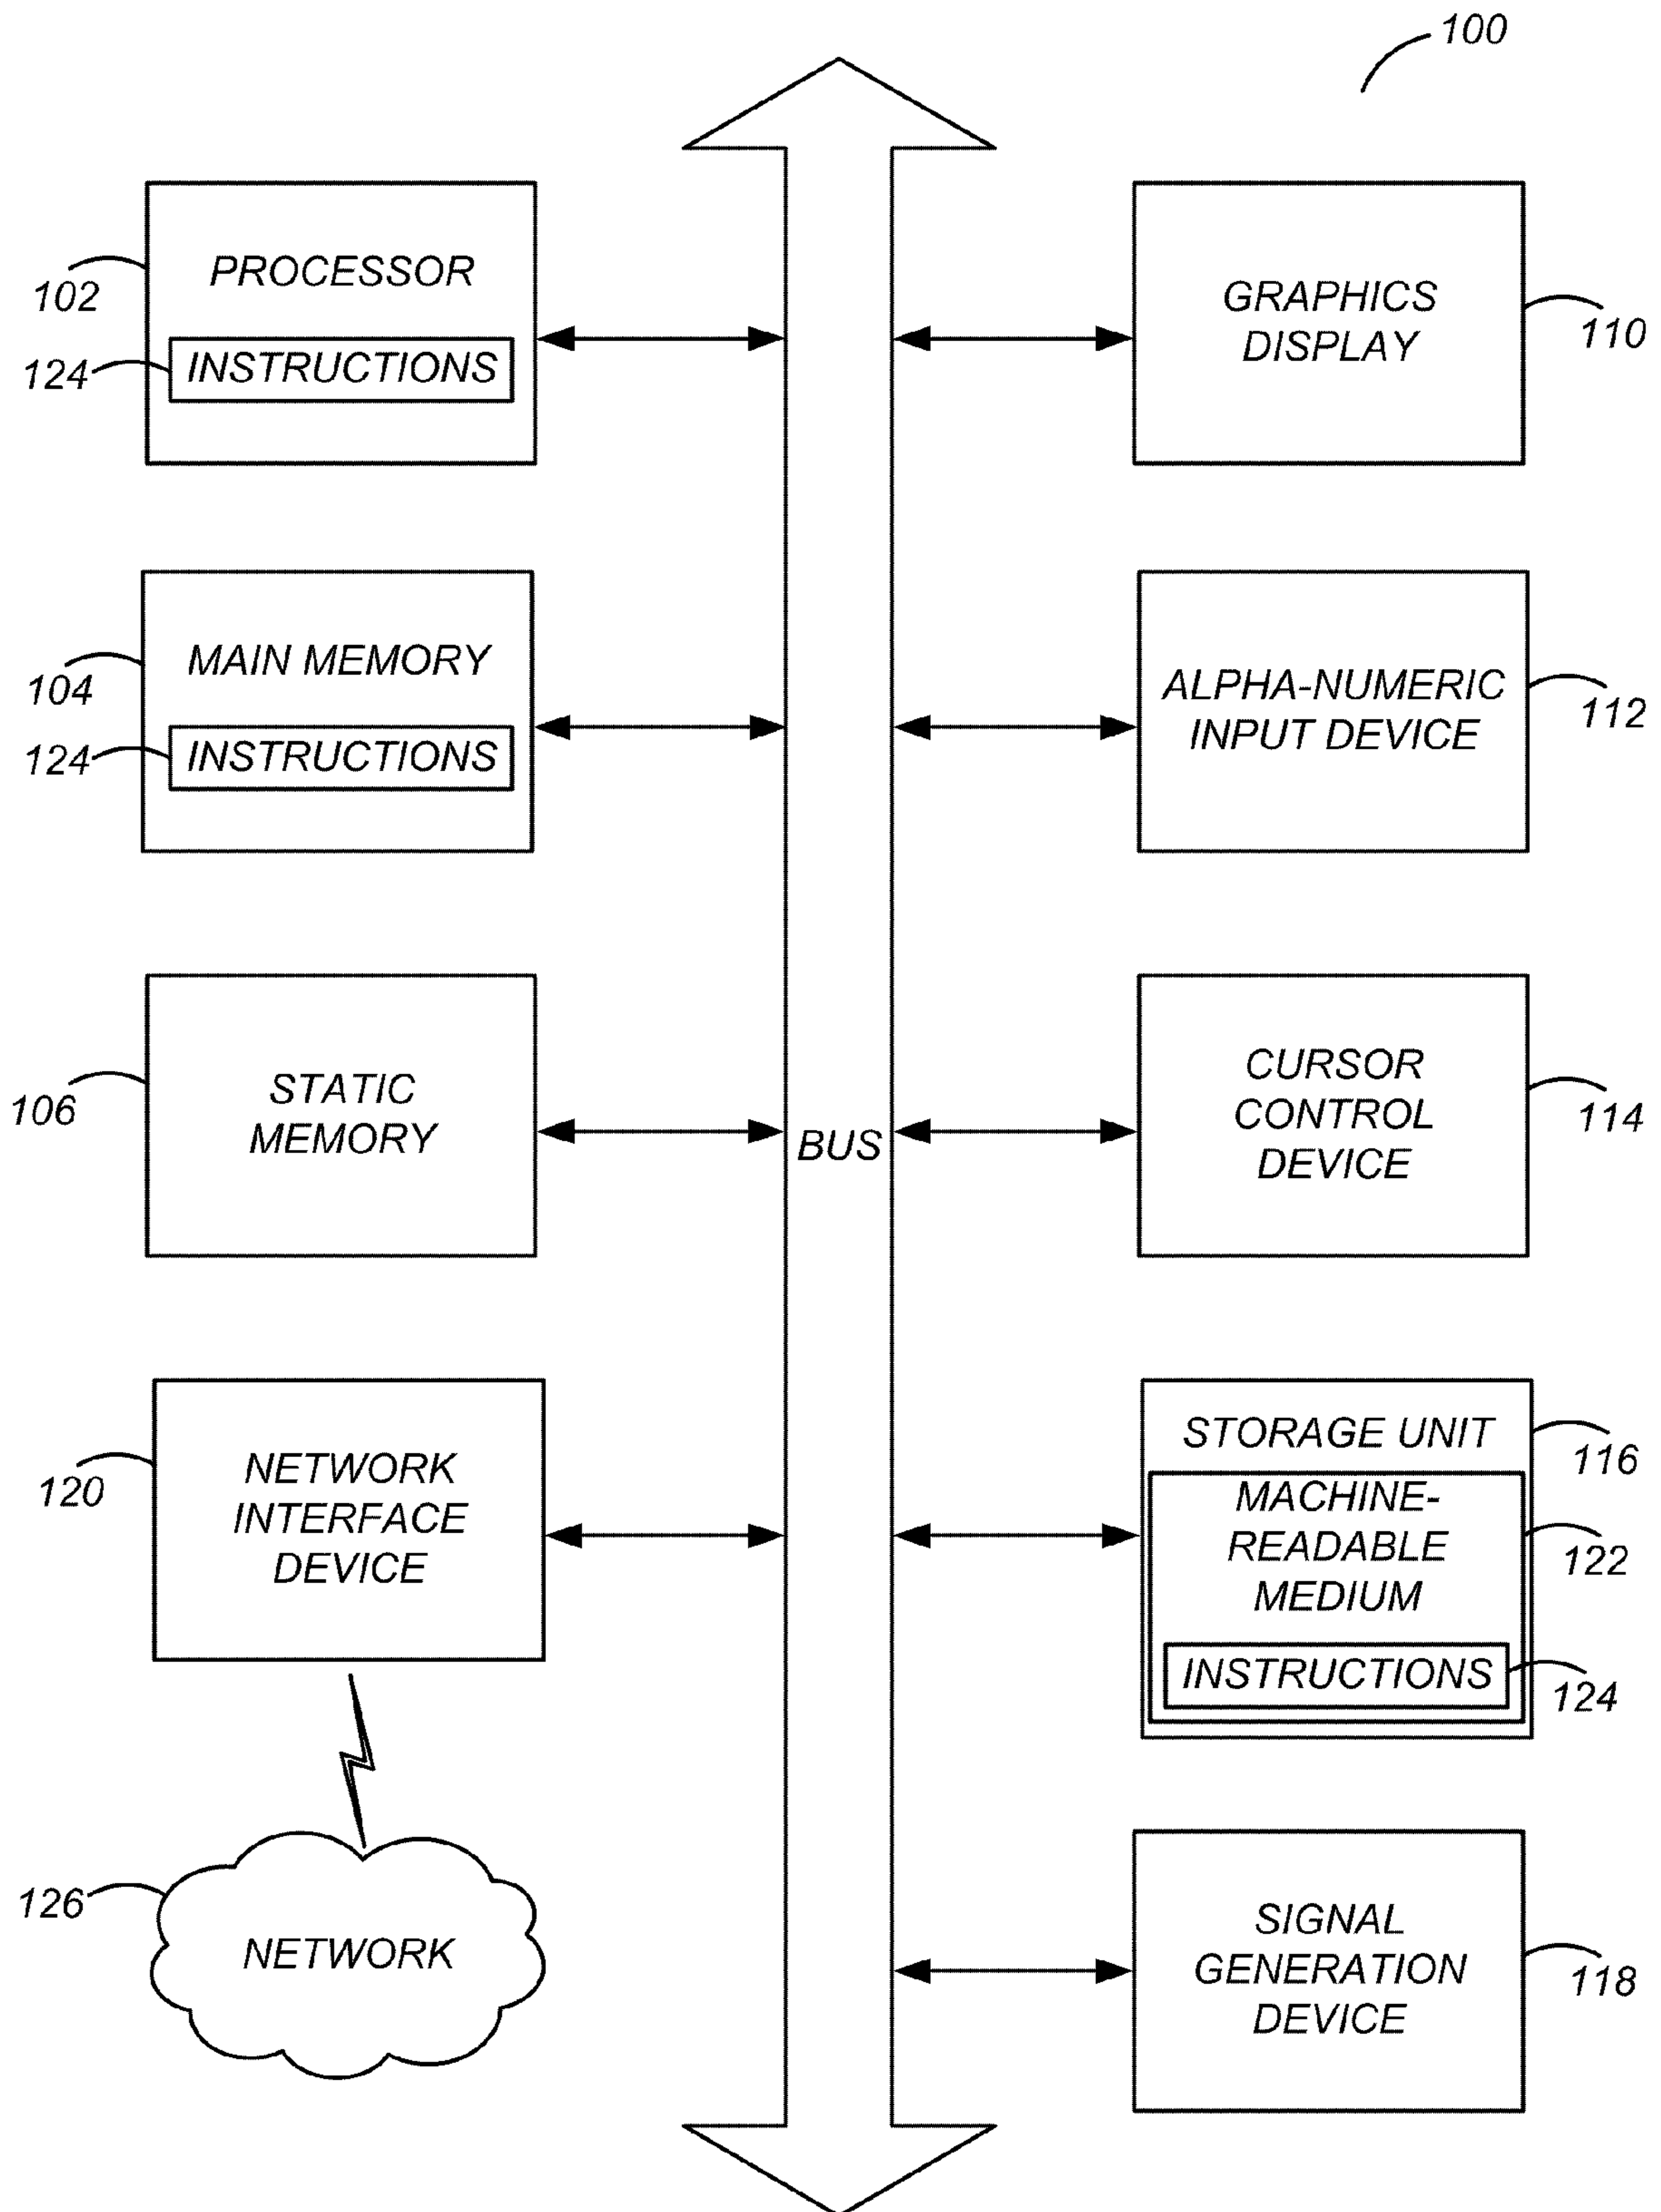 100
PROCESSOR
102
INSTRUCTIONS
124
GRAPHICS
DISPLAY
110
MAIN MEMORY
104
INSTRUCTIONS
124
ALPHA-NUMERIC
INPUT DEVICE
112
STATIC
MEMORY
106
BUS
CURSOR
CONTROL
DEVICE
114
NETWORK
INTERFACE
DEVICE
120
STORAGE UNIT
116
MACHINE-
READABLE
MEDIUM
122
INSTRUCTIONS
124
NETWORK
126
SIGNAL
GENERATION
DEVICE
118